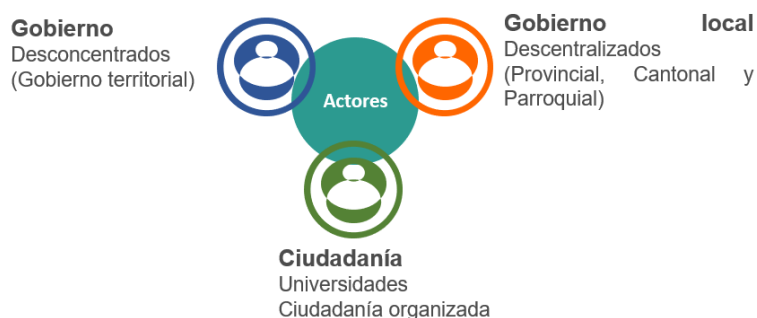 Gobierno
Desconcentrados
(Gobierno territorial)
Actores
Gobierno local
Descentralizados
(Provincial, Cantonal y
Parroquial)
Ciudadanía
Universidades
Ciudadanía organizada